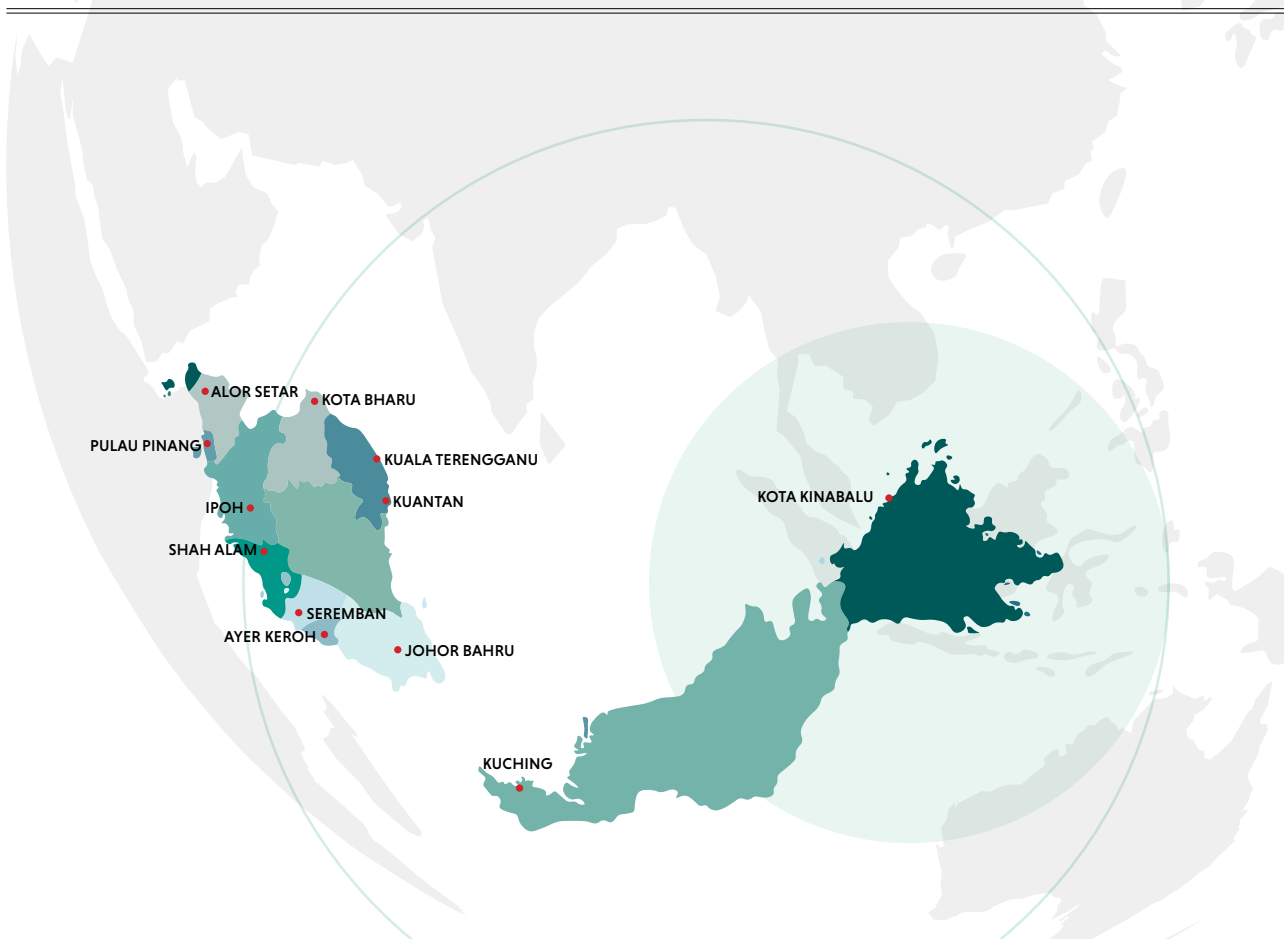 ALOR SETAR
KOTA BHARU
PULAU PINANG
KUALA TERENGGANU
KUANTAN
IPOH
KOTA KINABALU
SHAH ALAM
SEREMBAN
AYER KEROH
JOHOR BAHRU
KUCHING